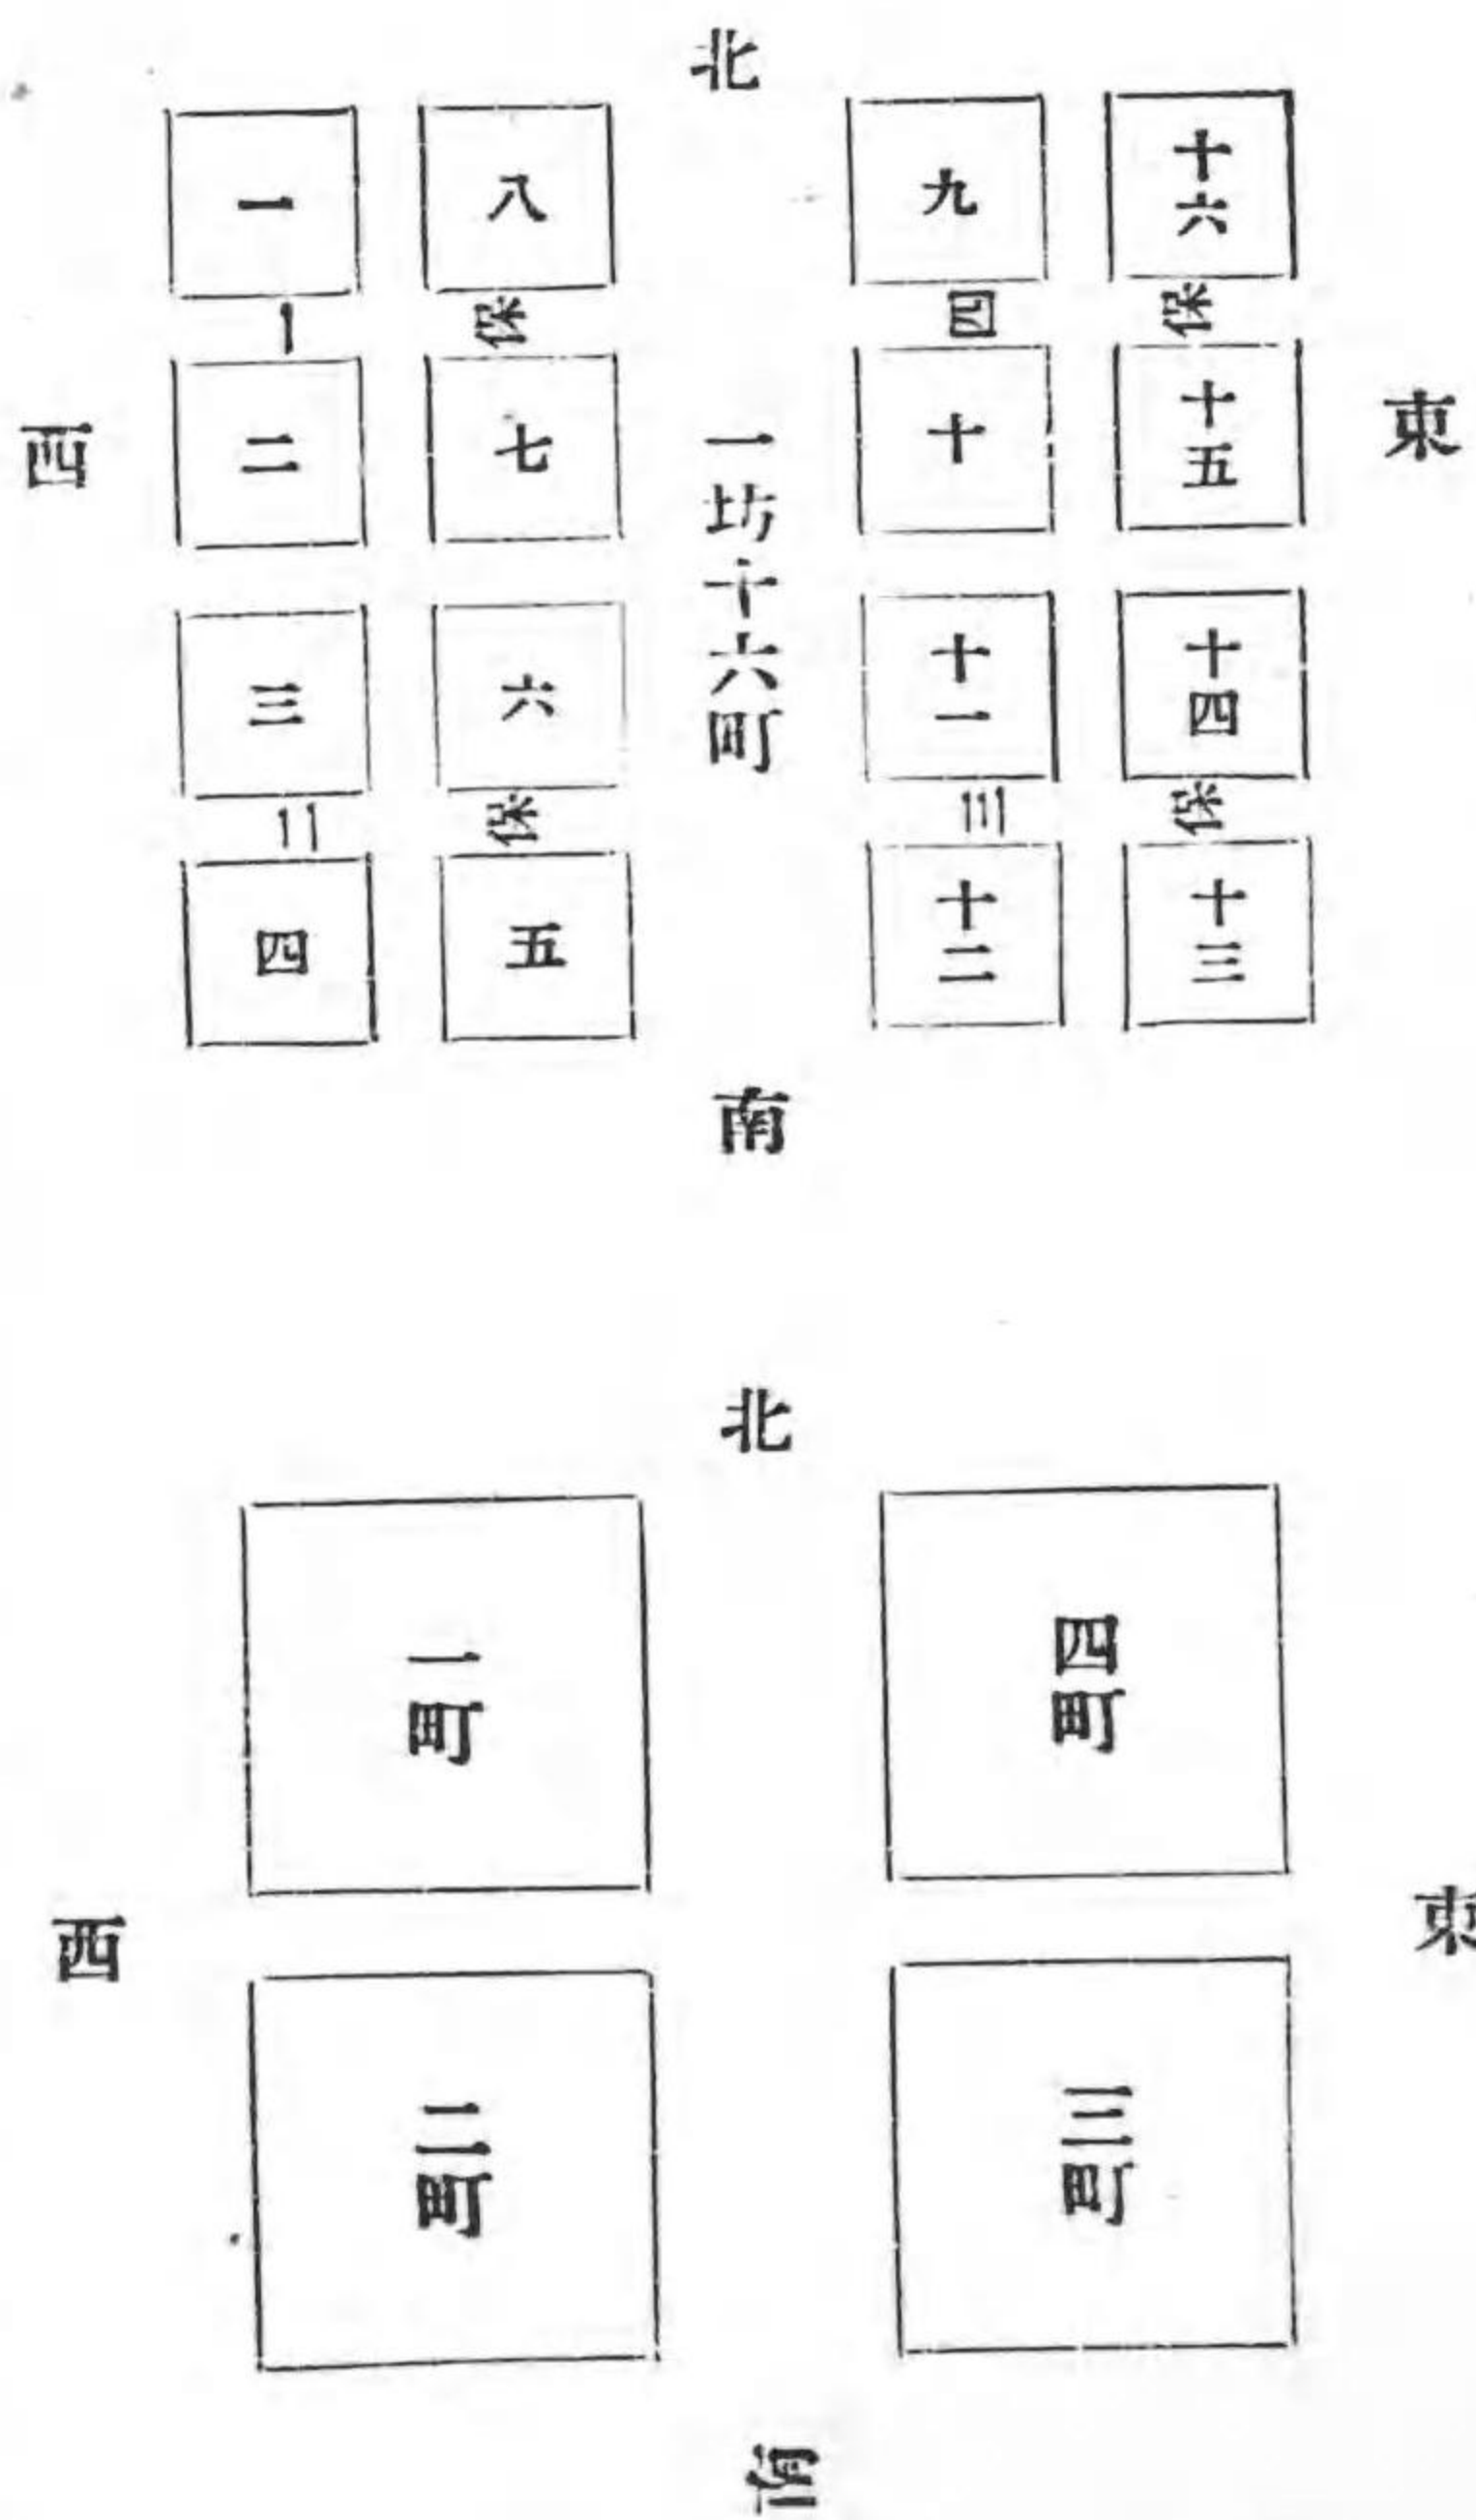 北
一 八 九 十六
一保 四保
二 七 十 十五
西 一坊十六町 東
三 六 十一 十四
二保 三保
四 五 十二 十三
南
北
一町 四町
西 東
二町 三町
南